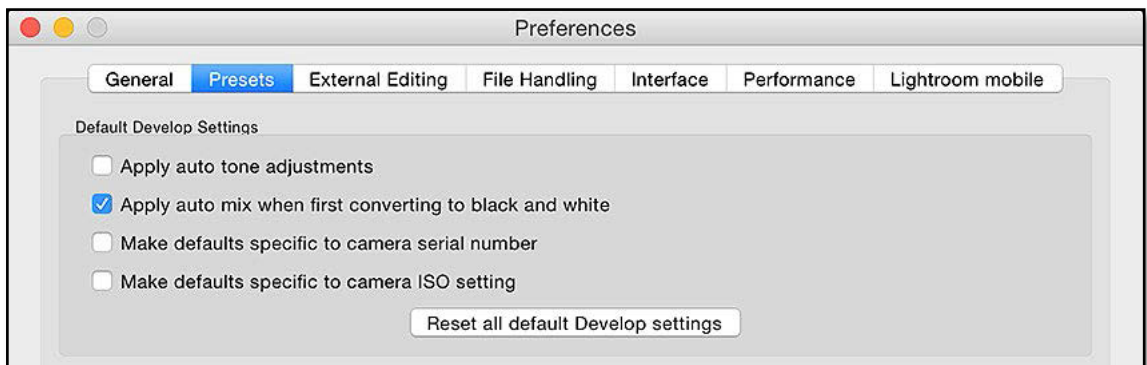 Preferences
General Presets External Editing File Handling Interface Performance Lightroom mobile
Default Develop Settings
Apply auto tone adjustments
Apply auto mix when first converting to black and white
Make defaults specific to camera serial number
Make defaults specific to camera ISO setting
Reset all default Develop settings